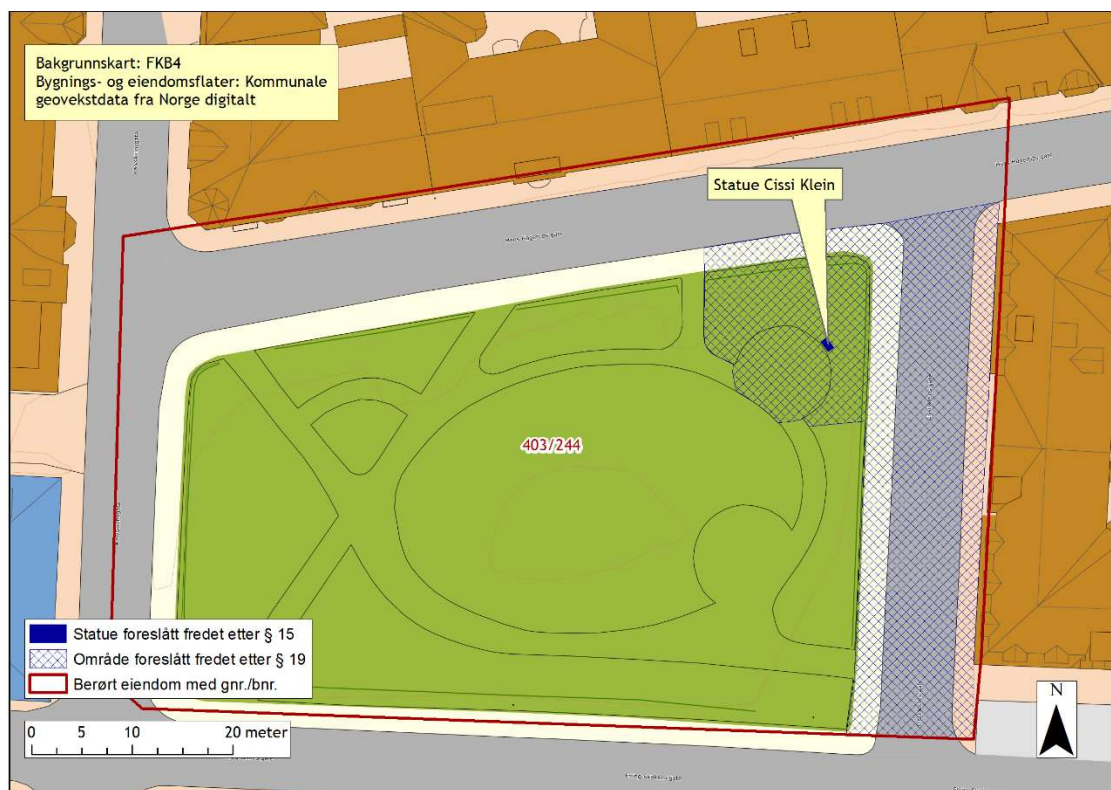 Bakgrunnskart: FKB4
Bygnings- og eiendomsflater: Kommunale
geovekstdata fra Norge digitalt
Statue Cissi Klein
403/244
Statue foreslått fredet etter § 15
Område foreslått fredet etter § 19
Berørt eiendom med gnr./bnr.
0 5 10 20 meter
N